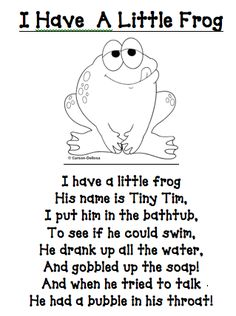 I Have A Little Frog
© Carson-Dellosa
I have a little frog
His name is Tiny Tim,
I put him in the bathtub,
To see if he could swim,
He drank up all the water,
And gobbled up the soap!
And when he tried to talk
He had a bubble in his throat!